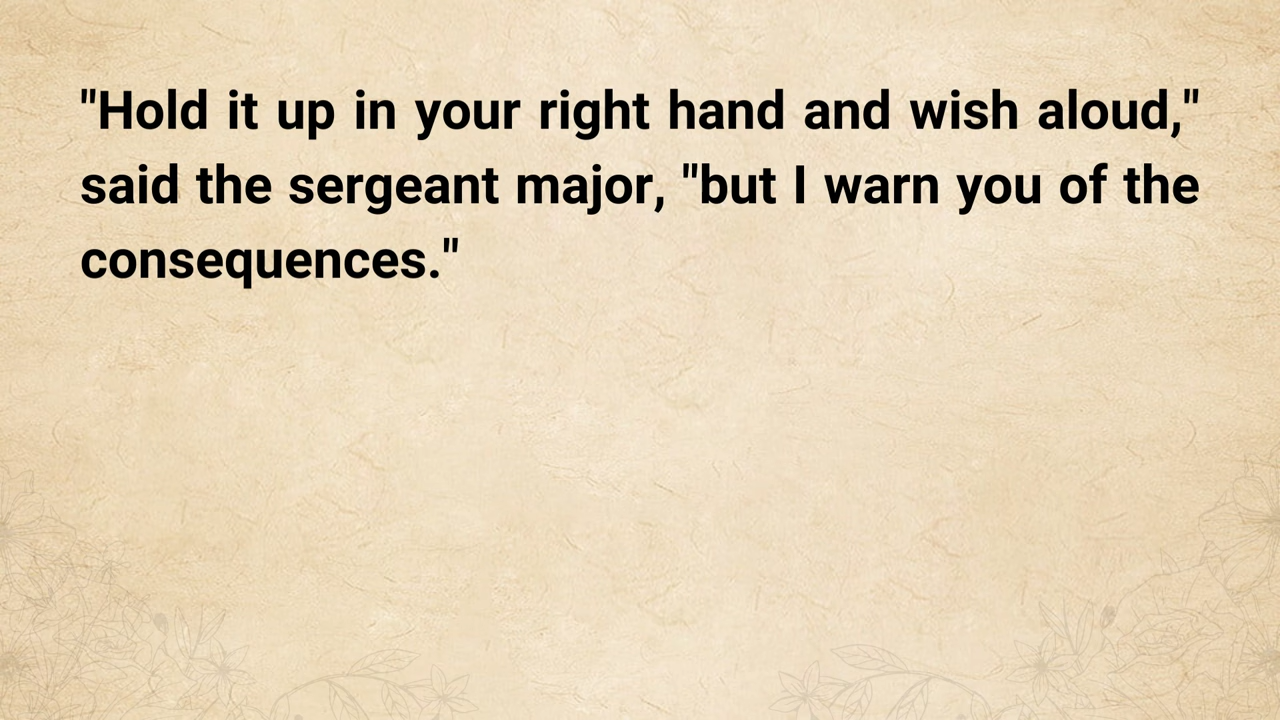 "Hold it up in your right hand and wish aloud,"
said the sergeant major, "but I warn you of the
consequences."